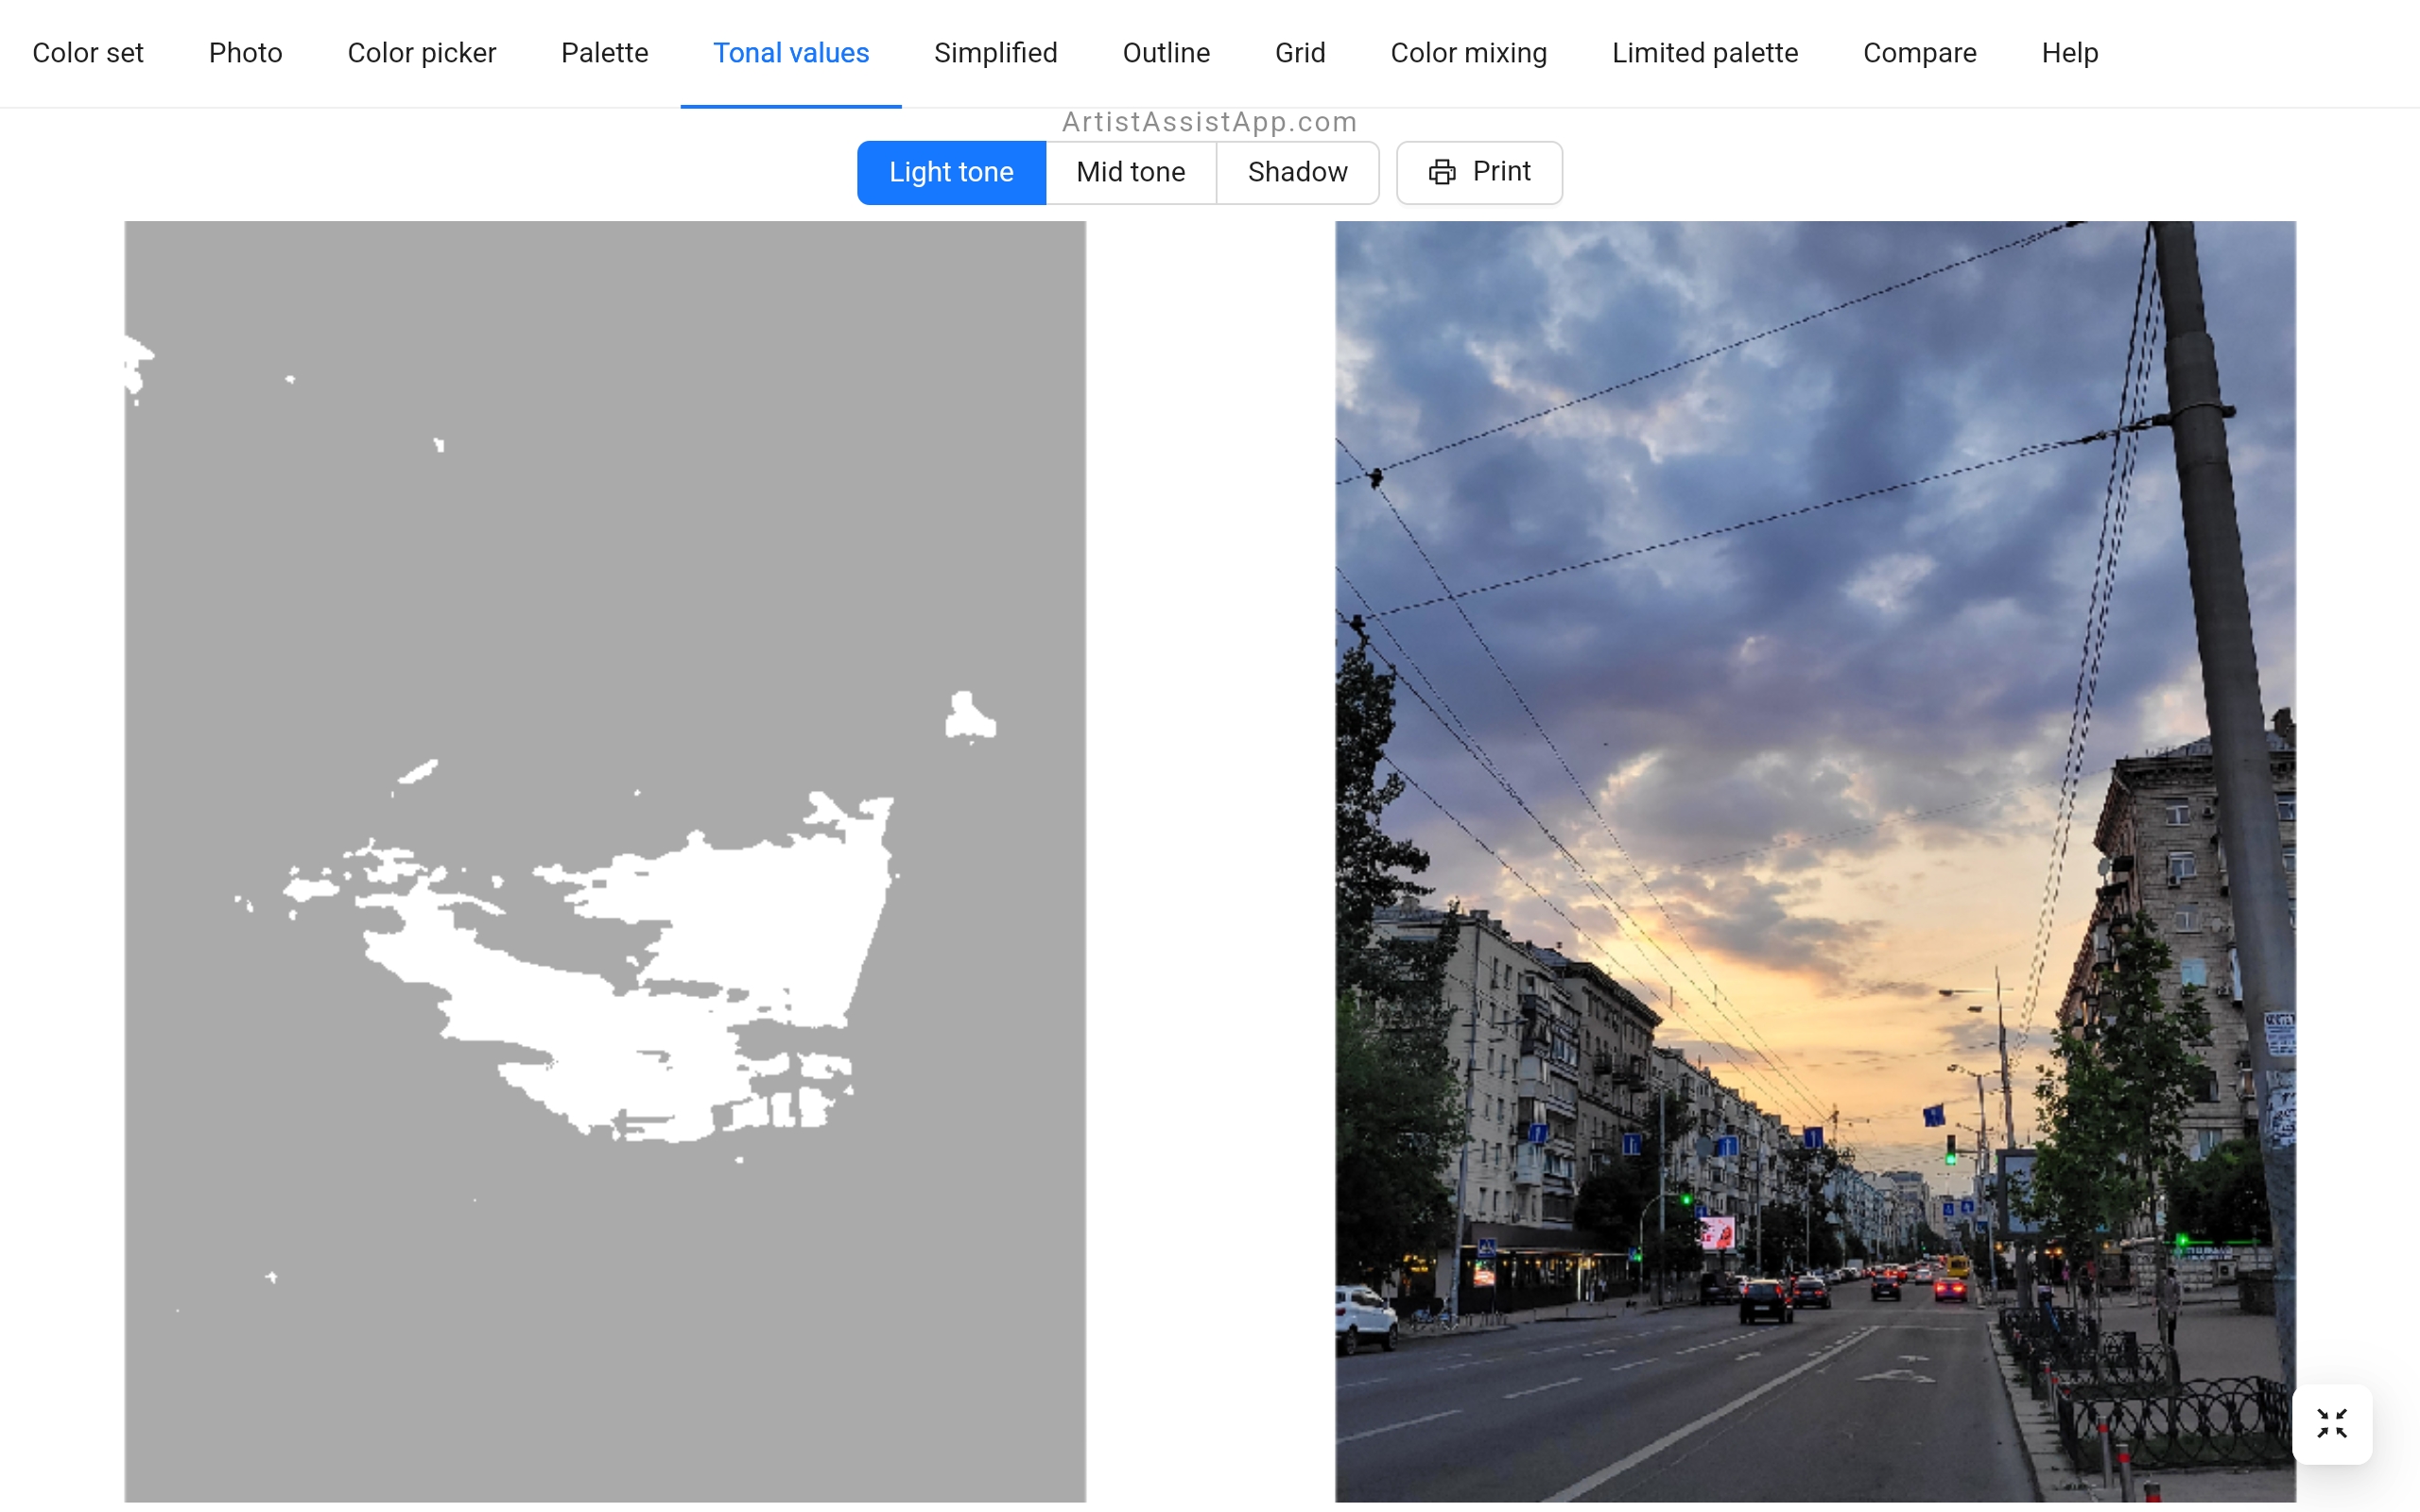 Color set Photo Color picker Palette Tonal values Simplified Outline Grid Color mixing Limited palette Compare Help
ArtistAssistApp.com
Light tone Mid tone Shadow Print